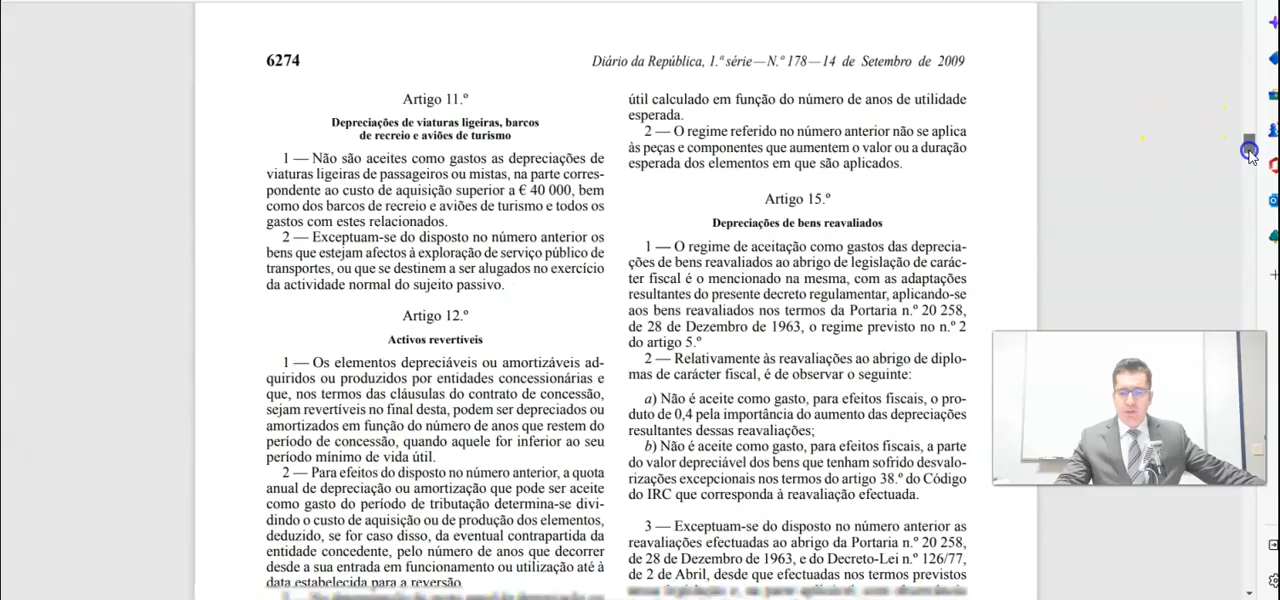 6274
Diário da República, 1.ª série—N.º 178—14 de Setembro de 2009
Artigo 11.º
Depreciações de viaturas ligeiras, barcos
de recreio e aviões de turismo
1 — Não são aceites como gastos as depreciações de
viaturas ligeiras de passageiros ou mistas, na parte corres-
pondente ao custo de aquisição superior a € 40 000, bem
como dos barcos de recreio e aviões de turismo e todos os
gastos com estes relacionados.
2 — Exceptuam-se do disposto no número anterior os
bens que estejam afectos à exploração de serviço público de
transportes, ou que se destinem a ser alugados no exercício
da actividade normal do sujeito passivo.
Artigo 12.º
Activos revertíveis
1 — Os elementos depreciáveis ou amortizáveis ad-
quiridos ou produzidos por entidades concessionárias e
que, nos termos das cláusulas do contrato de concessão,
sejam revertíveis no final desta, podem ser depreciados ou
amortizados em função do número de anos que restem do
período de concessão, quando aquele for inferior ao seu
período mínimo de vida útil.
2 — Para efeitos do disposto no número anterior, a quota
anual de depreciação ou amortização que pode ser aceite
como gasto do período de tributação determina-se divi-
dindo o custo de aquisição ou de produção dos elementos,
deduzido, se for caso disso, da eventual contrapartida da
entidade concedente, pelo número de anos que decorrer
desde a sua entrada em funcionamento ou utilização até à
data estabelecida para a reversão
útil calculado em função do número de anos de utilidade
esperada.
2 — O regime referido no número anterior não se aplica
às peças e componentes que aumentem o valor ou a duração
esperada dos elementos em que são aplicados.
Artigo 15.º
Depreciações de bens reavaliados
1 — O regime de aceitação como gastos das deprecia-
ções de bens reavaliados ao abrigo de legislação de carác-
ter fiscal é o mencionado na mesma, com as adaptações
resultantes do presente decreto regulamentar, aplicando-se
aos bens reavaliados nos termos da Portaria n.º 20 258,
de 28 de Dezembro de 1963, o regime previsto no n.º 2
do artigo 5.º
2 — Relativamente às reavaliações ao abrigo de diplo-
mas de carácter fiscal, é de observar o seguinte:
a) Não é aceite como gasto, para efeitos fiscais, o pro-
duto de 0,4 pela importância do aumento das depreciações
resultantes dessas reavaliações;
b) Não é aceite como gasto, para efeitos fiscais, a parte
do valor depreciável dos bens que tenham sofrido desvalo-
rizações excepcionais nos termos do artigo 38.º do Código
do IRC que corresponda à reavaliação efectuada.
3 — Exceptuam-se do disposto no número anterior as
reavaliações efectuadas ao abrigo da Portaria n.º 20 258,
de 28 de Dezembro de 1963, e do Decreto-Lei n.º 126/77,
de 2 de Abril, desde que efectuadas nos termos previstos